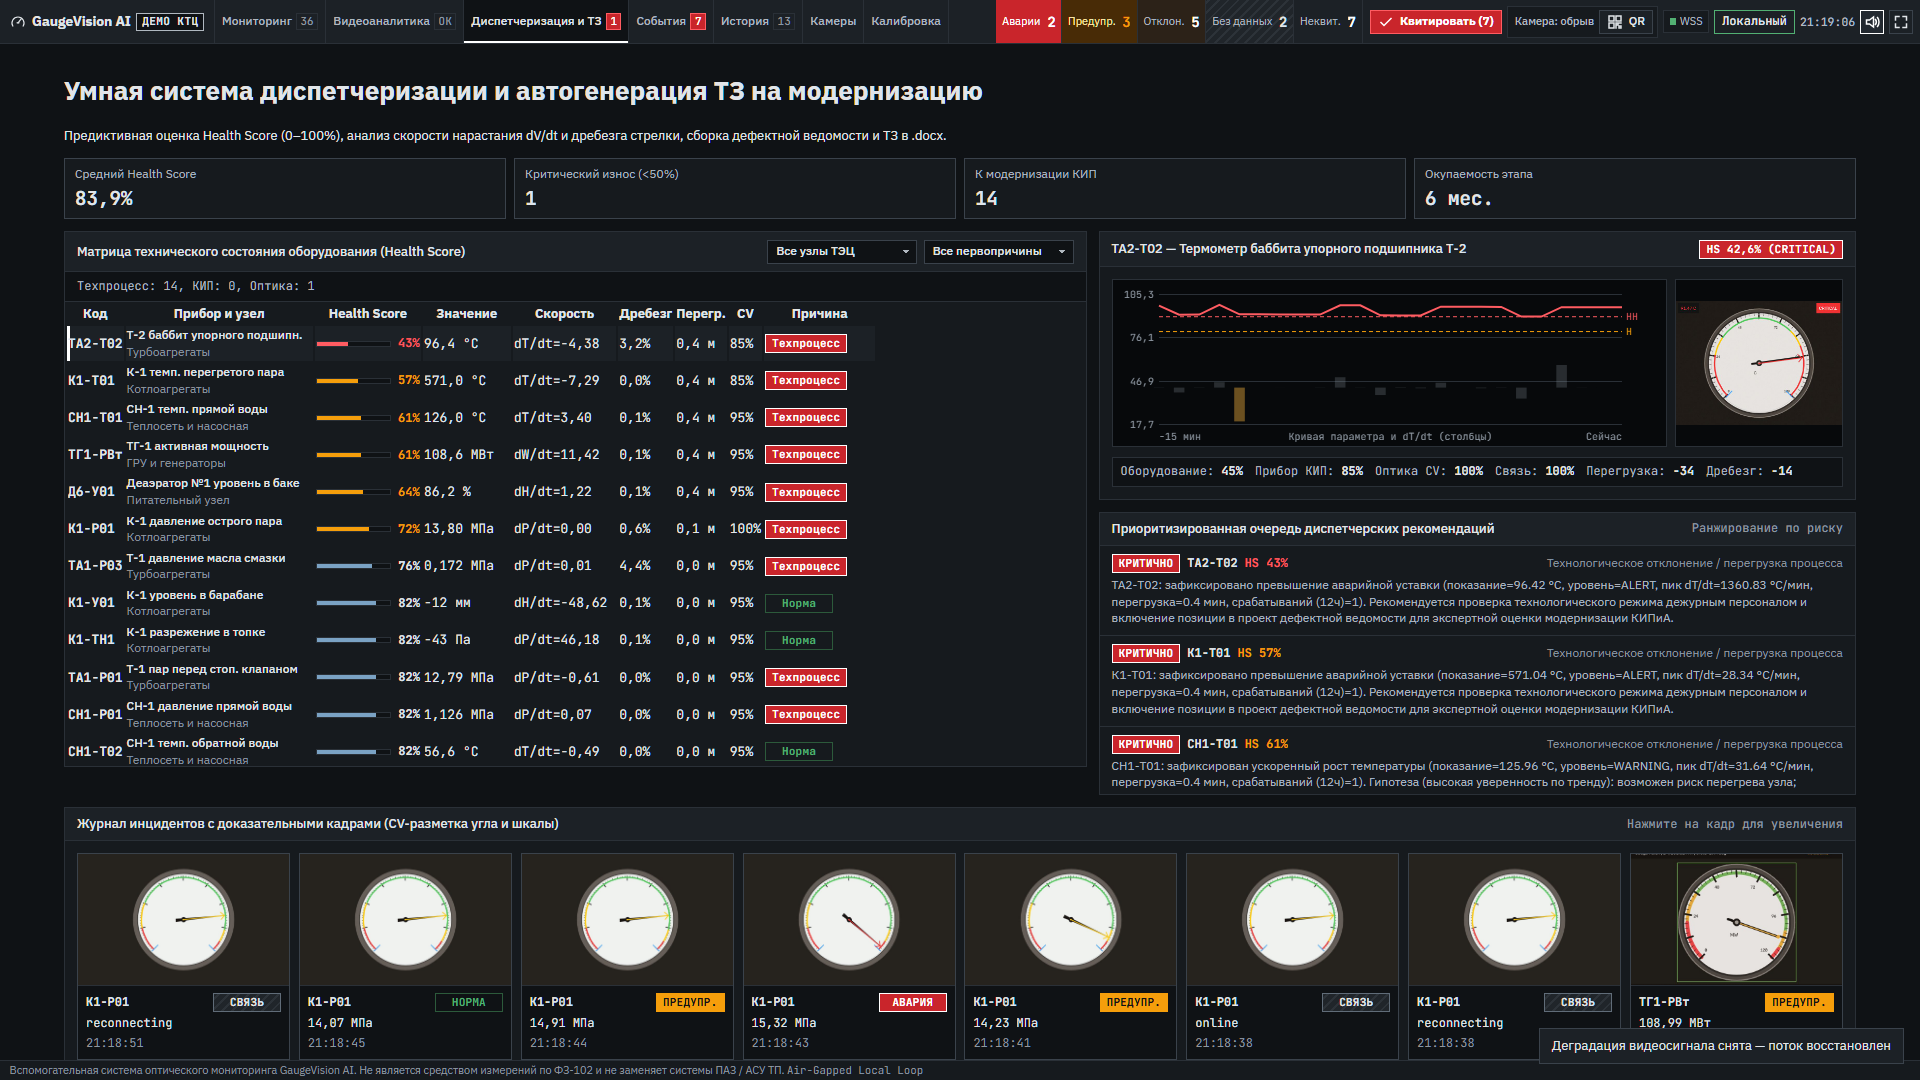 GaugeVision AI ДЕМО КТЦ Мониторинг 36 Видеоаналитика OK Диспетчеризация и ТЗ 1 События 7 История 13 Камеры Калибровка Аварии 2 Предупр. 3 Отклон. 5 Без данных 2 Неквит. 7 Квитировать (7) Камера: обрыв QR WSS Локальный 21:19:06
Умная система диспетчеризации и автогенерация ТЗ на модернизацию
Предиктивная оценка Health Score (0–100%), анализ скорости нарастания dV/dt и дребезга стрелки, сборка дефектной ведомости и ТЗ в .docx.
Средний Health Score
83,9%
Критический износ (<50%)
1
К модернизации КИП
14
Окупаемость этапа
6 мес.
Матрица технического состояния оборудования (Health Score) Все узлы ТЭЦ Все первопричины
Техпроцесс: 14, КИП: 0, Оптика: 1
Код Прибор и узел Health Score Значение Скорость Дребезг Перегр. CV Причина
ТА2-Т02 Т-2 баббит упорного подшипн. 43% 96,4 °C dT/dt=-4,38 3,2% 0,4 м 85% Техпроцесс
Турбоагрегаты
К1-Т01 К-1 темп. перегретого пара 57% 571,0 °C dT/dt=-7,29 0,0% 0,4 м 85% Техпроцесс
Котлоагрегаты
СН1-Т01 СН-1 темп. прямой воды 61% 126,0 °C dT/dt=3,40 0,1% 0,4 м 95% Техпроцесс
Теплосеть и насосная
ТГ1-РВт ТГ-1 активная мощность 61% 108,6 МВт dW/dt=11,42 0,1% 0,4 м 95% Техпроцесс
ГРУ и генераторы
Д6-У01 Деаэратор №1 уровень в баке 64% 86,2 % dH/dt=1,22 0,1% 0,4 м 95% Техпроцесс
Питательный узел
К1-Р01 К-1 давление острого пара 72% 13,80 МПа dP/dt=0,00 0,6% 0,1 м 100% Техпроцесс
Котлоагрегаты
ТА1-Р03 Т-1 давление масла смазки 76% 0,172 МПа dP/dt=0,01 4,4% 0,0 м 95% Техпроцесс
Турбоагрегаты
К1-У01 К-1 уровень в барабане 82% -12 мм dH/dt=-48,62 0,1% 0,0 м 95% Норма
Котлоагрегаты
К1-ТН1 К-1 разрежение в топке 82% -43 Па dP/dt=46,18 0,1% 0,0 м 95% Норма
Котлоагрегаты
ТА1-Р01 Т-1 пар перед стоп. клапаном 82% 12,79 МПа dP/dt=-0,61 0,0% 0,0 м 95% Техпроцесс
Турбоагрегаты
СН1-Р01 СН-1 давление прямой воды 82% 1,126 МПа dP/dt=0,07 0,0% 0,0 м 95% Техпроцесс
Теплосеть и насосная
СН1-Т02 СН-1 темп. обратной воды 82% 56,6 °C dT/dt=-0,49 0,0% 0,0 м 95% Норма
Теплосеть и насосная
ТА2-Т02 — Термометр баббита упорного подшипника Т-2 HS 42,6% (CRITICAL)
105,3
76,1
46,9
17,7
HH
H
-15 мин Кривая параметра и dT/dt (столбцы) Сейчас
Оборудование: 45% Прибор КИП: 85% Оптика CV: 100% Связь: 100% Перегрузка: -34 Дребезг: -14
Приоритизированная очередь диспетчерских рекомендаций Ранжирование по риску
КРИТИЧНО ТА2-Т02 HS 43% Технологическое отклонение / перегрузка процесса
ТА2-Т02: зафиксировано превышение аварийной уставки (показание=96.42 °C, уровень=ALERT, пик dT/dt=1360.83 °C/мин,
перегрузка=0.4 мин, срабатываний (12ч)=1). Рекомендуется проверка технологического режима дежурным персоналом и
включение позиции в проект дефектной ведомости для экспертной оценки модернизации КИПиА.
КРИТИЧНО К1-Т01 HS 57% Технологическое отклонение / перегрузка процесса
К1-Т01: зафиксировано превышение аварийной уставки (показание=571.04 °C, уровень=ALERT, пик dT/dt=28.34 °C/мин,
перегрузка=0.4 мин, срабатываний (12ч)=1). Рекомендуется проверка технологического режима дежурным персоналом и
включение позиции в проект дефектной ведомости для экспертной оценки модернизации КИПиА.
КРИТИЧНО СН1-Т01 HS 61% Технологическое отклонение / перегрузка процесса
СН1-Т01: зафиксирован ускоренный рост температуры (показание=125.96 °C, уровень=WARNING, пик dT/dt=31.64 °C/мин,
перегрузка=0.4 мин, срабатываний (12ч)=1). Гипотеза (высокая уверенность по тренду): возможен риск перегрева узла;
Журнал инцидентов с доказательными кадрами (CV-разметка угла и шкалы) Нажмите на кадр для увеличения
К1-Р01 СВЯЗЬ
reconnecting
21:18:51
К1-Р01 НОРМА
14,07 МПа
21:18:45
К1-Р01 ПРЕДУПР.
14,91 МПа
21:18:44
К1-Р01 АВАРИЯ
15,32 МПа
21:18:43
К1-Р01 ПРЕДУПР.
14,23 МПа
21:18:41
К1-Р01 СВЯЗЬ
online
21:18:38
К1-Р01 СВЯЗЬ
reconnecting
21:18:38
ТГ1-РВт ПРЕДУПР.
108,99 МВт
Деградация видеосигнала снята — поток восстановлен
Вспомогательная система оптического мониторинга GaugeVision AI. Не является средством измерений по ФЗ-102 и не заменяет системы ПАЗ / АСУ ТП. Air-Gapped Local Loop